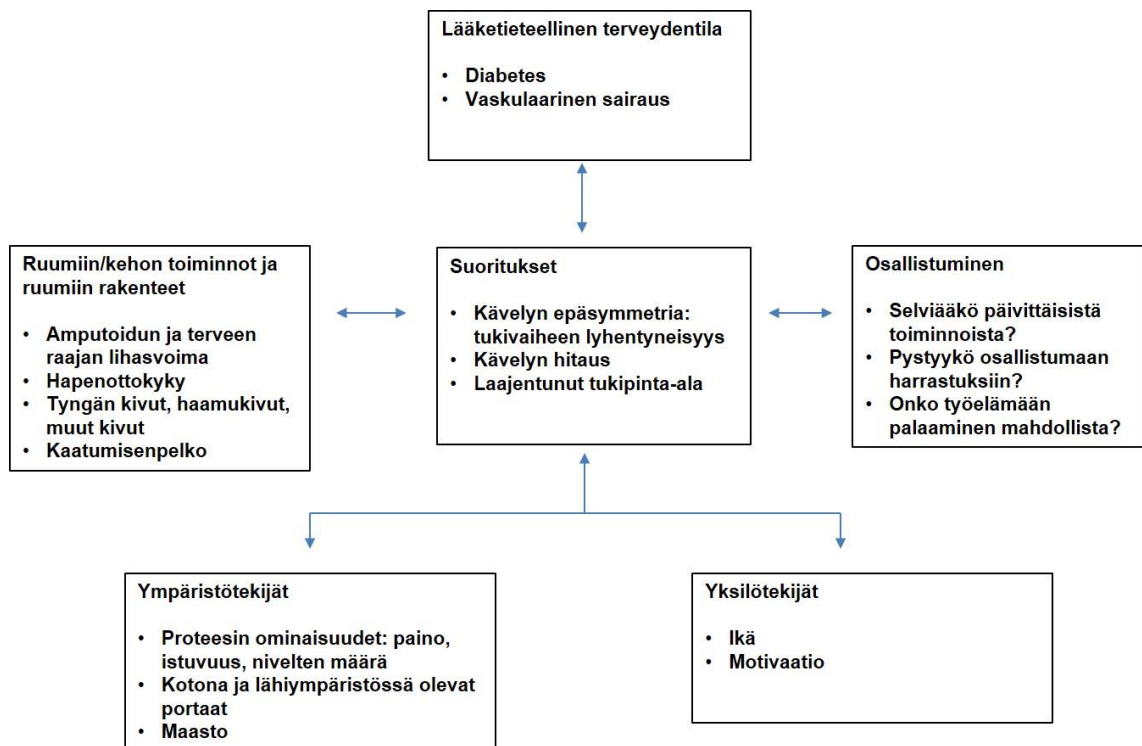 Lääketieteellinen terveydentila
• Diabetes
• Vaskulaarinen sairaus
Ruumiin/kehon toiminnot ja
ruumiin rakenteet
• Amputoidun ja terveen
raajan lihasvoima
• Hapenottokyky
• Tyngän kivut, haamukivut,
muut kivut
• Kaatumisenpelko
Suoritukset
• Kävelyn epäsymmetria:
tukivaiheen lyhentyneisyys
• Kävelyn hitaus
• Laajentunut tukipinta-ala
Osallistuminen
• Selviääkö päivittäisistä
toiminnoista?
• Pystyykö osallistumaan
harrastuksiin?
• Onko työelämään
palaaminen mahdollista?
Ympäristötekijät
• Proteesin ominaisuudet: paino,
istuvuus, nivelten määrä
• Kotona ja lähiympäristössä olevat
portaat
• Maasto
Yksilötekijät
• Ikä
• Motivaatio